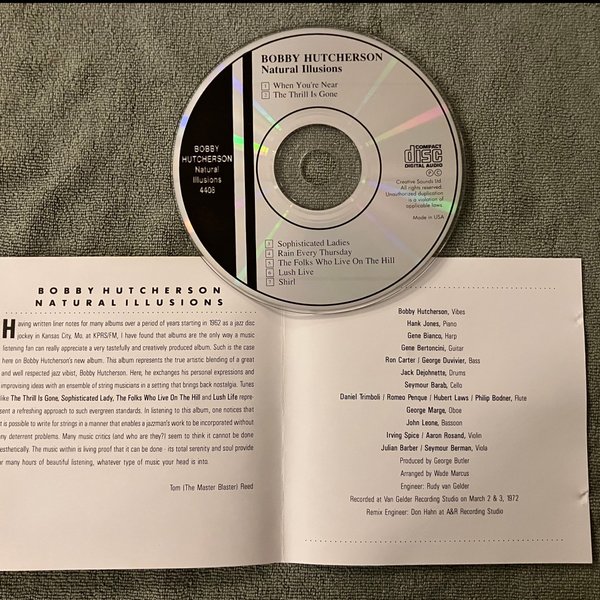 BOBBY HUTCHERSON
Natural Illusions
1 When You're Near
2 The Thrill Is Gone
BOBBY
HUTCHERSON
Natural
Illusions
4408
COMPACT
disc
DIGITAL AUDIO
P C
Creative Sounds Ltd.
All rights reserved.
Unauthorized duplication
is a violation of
applicable laws.
Made in USA
3 Sophisticated Ladies
4 Rain Every Thursday
5 The Folks Who Live On The Hill
6 Lush Live
7 Shirl
BOBBY HUTCHERSON
NATURAL ILLUSIONS
Having written liner notes for many albums over a period of years starting in 1962 as a jazz disc
jockey in Kansas City, Mo. at KPRS/FM, I have found that albums are the only way a music
listening fan can really appreciate a very tastefully and creatively produced album. Such is the case
here on Bobby Hutcherson's new album. This album represents the true artistic blending of a great
and well respected jazz vibist, Bobby Hutcherson. Here, he exchanges his personal expressions and
improvising ideas with an ensemble of string musicians in a setting that brings back nostalgia. Tunes
like The Thrill Is Gone, Sophisticated Lady, The Folks Who Live On The Hill and Lush Life repre-
sent a refreshing approach to such evergreen standards. In listening to this album, one notices that
it is possible to write for strings in a manner that enables a jazzman's work to be incorporated without
any deterrent problems. Many music critics (and who are they?) seem to think it cannot be done
esthetically. The music within is living proof that it can be done - its total serenity and soul provide
for many hours of beautiful listening, whatever type of music your head is into.
Tom (The Master Blaster) Reed
Bobby Hutcherson, Vibes
Hank Jones, Piano
Gene Bianco, Harp
Gene Bertoncini, Guitar
Ron Carter / George Duvivier, Bass
Jack Dejohnette, Drums
Seymour Barab, Cello
Daniel Trimboli / Romeo Penque / Hubert Laws / Philip Bodner, Flute
George Marge, Oboe
John Leone, Bassoon
Irving Spice / Aaron Rosand, Violin
Julian Barber / Seymour Berman, Viola
Produced by George Butler
Arranged by Wade Marcus
Engineer: Rudy van Gelder
Recorded at Van Gelder Recording Studio on March 2 & 3, 1972
Remix Engineer: Don Hahn at A&R Recording Studio